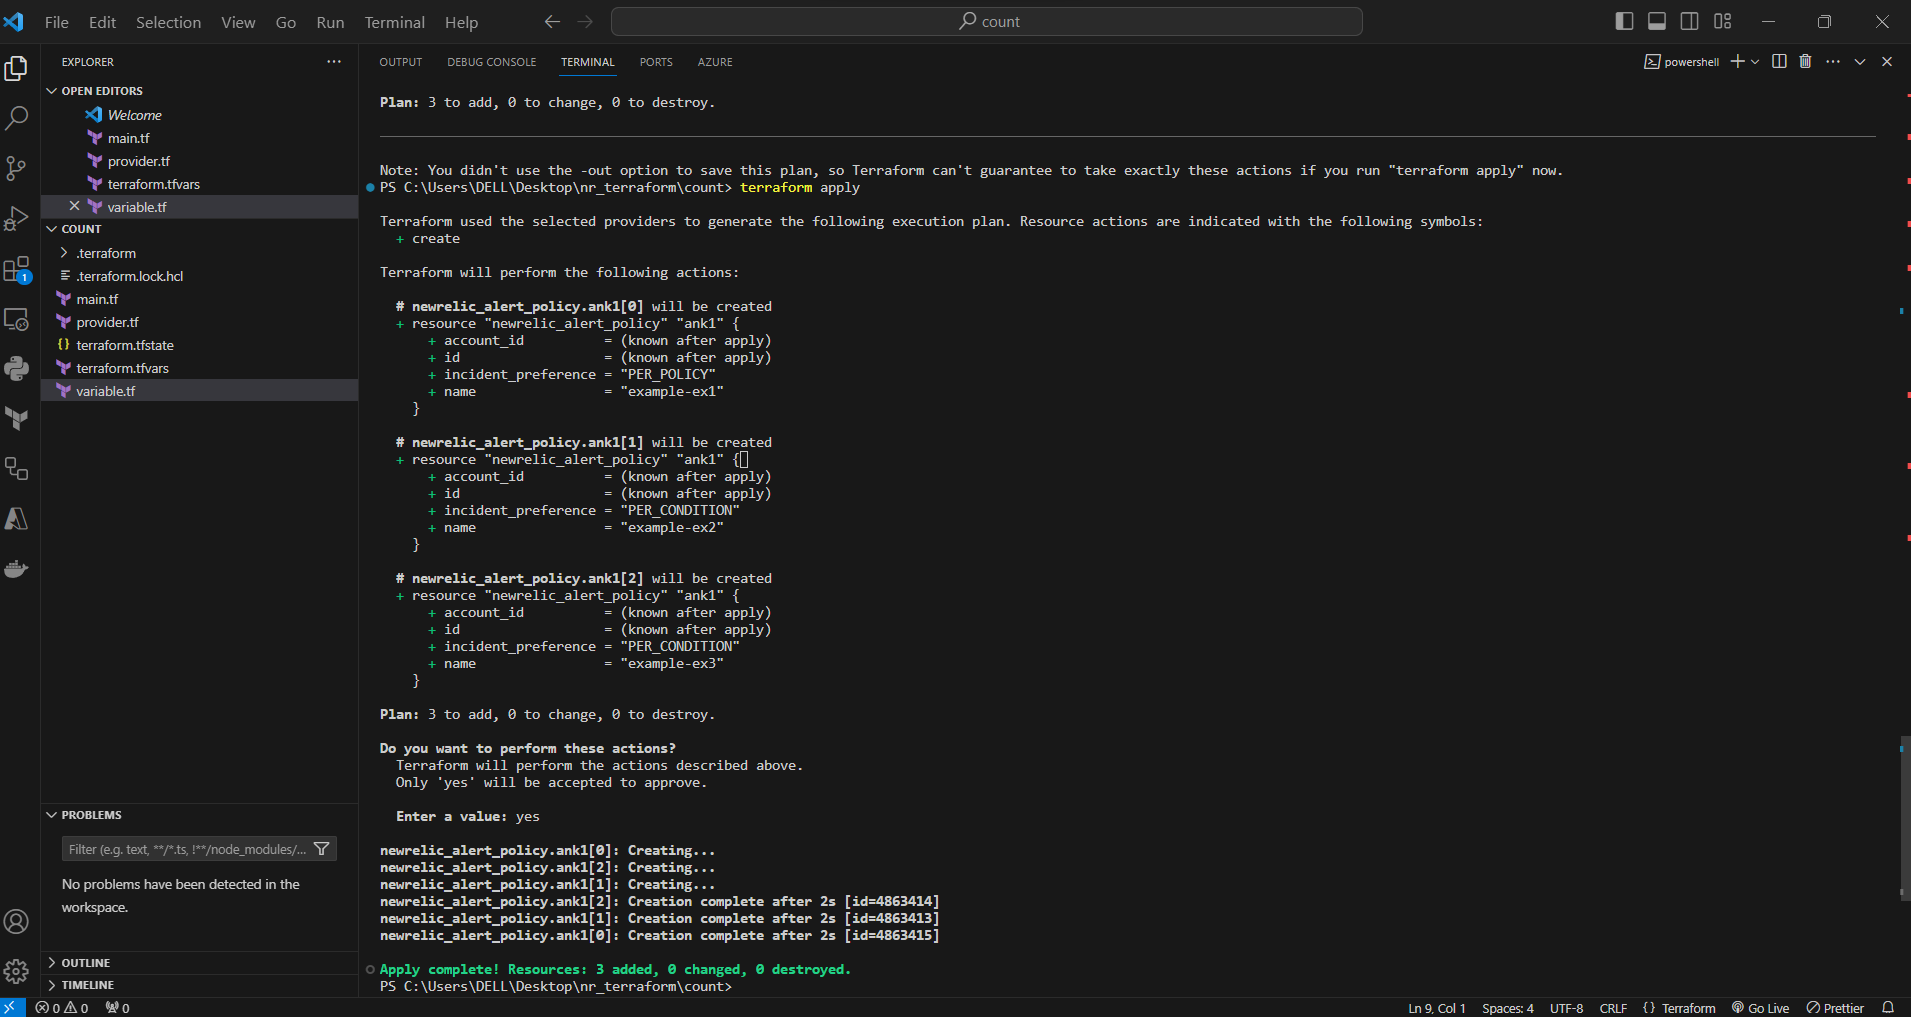 File Edit Selection View Go Run Terminal Help
count
EXPLORER
OPEN EDITORS
Welcome
main.tf
provider.tf
terraform.tfvars
variable.tf
COUNT
.terraform
.terraform.lock.hcl
main.tf
provider.tf
terraform.tfstate
terraform.tfvars
variable.tf
PROBLEMS
Filter (e.g. text, **/*.ts, !**/node_modules/...
No problems have been detected in the
workspace.
OUTLINE
TIMELINE
1
OUTPUT DEBUG CONSOLE TERMINAL PORTS AZURE
powershell
Plan: 3 to add, 0 to change, 0 to destroy.
Note: You didn't use the -out option to save this plan, so Terraform can't guarantee to take exactly these actions if you run "terraform apply" now.
PS C:\Users\DELL\Desktop\nr_terraform\count> terraform apply
Terraform used the selected providers to generate the following execution plan. Resource actions are indicated with the following symbols:
+ create
Terraform will perform the following actions:
# newrelic_alert_policy.ank1[0] will be created
+ resource "newrelic_alert_policy" "ank1" {
+ account_id = (known after apply)
+ id = (known after apply)
+ incident_preference = "PER_POLICY"
+ name = "example-ex1"
}
# newrelic_alert_policy.ank1[1] will be created
+ resource "newrelic_alert_policy" "ank1" {
+ account_id = (known after apply)
+ id = (known after apply)
+ incident_preference = "PER_CONDITION"
+ name = "example-ex2"
}
# newrelic_alert_policy.ank1[2] will be created
+ resource "newrelic_alert_policy" "ank1" {
+ account_id = (known after apply)
+ id = (known after apply)
+ incident_preference = "PER_CONDITION"
+ name = "example-ex3"
}
Plan: 3 to add, 0 to change, 0 to destroy.
Do you want to perform these actions?
Terraform will perform the actions described above.
Only 'yes' will be accepted to approve.
Enter a value: yes
newrelic_alert_policy.ank1[0]: Creating...
newrelic_alert_policy.ank1[2]: Creating...
newrelic_alert_policy.ank1[1]: Creating...
newrelic_alert_policy.ank1[2]: Creation complete after 2s [id=4863414]
newrelic_alert_policy.ank1[1]: Creation complete after 2s [id=4863413]
newrelic_alert_policy.ank1[0]: Creation complete after 2s [id=4863415]
Apply complete! Resources: 3 added, 0 changed, 0 destroyed.
PS C:\Users\DELL\Desktop\nr_terraform\count>
0 0 0 Ln 9, Col 1 Spaces: 4 UTF-8 CRLF {} Terraform Go Live Prettier